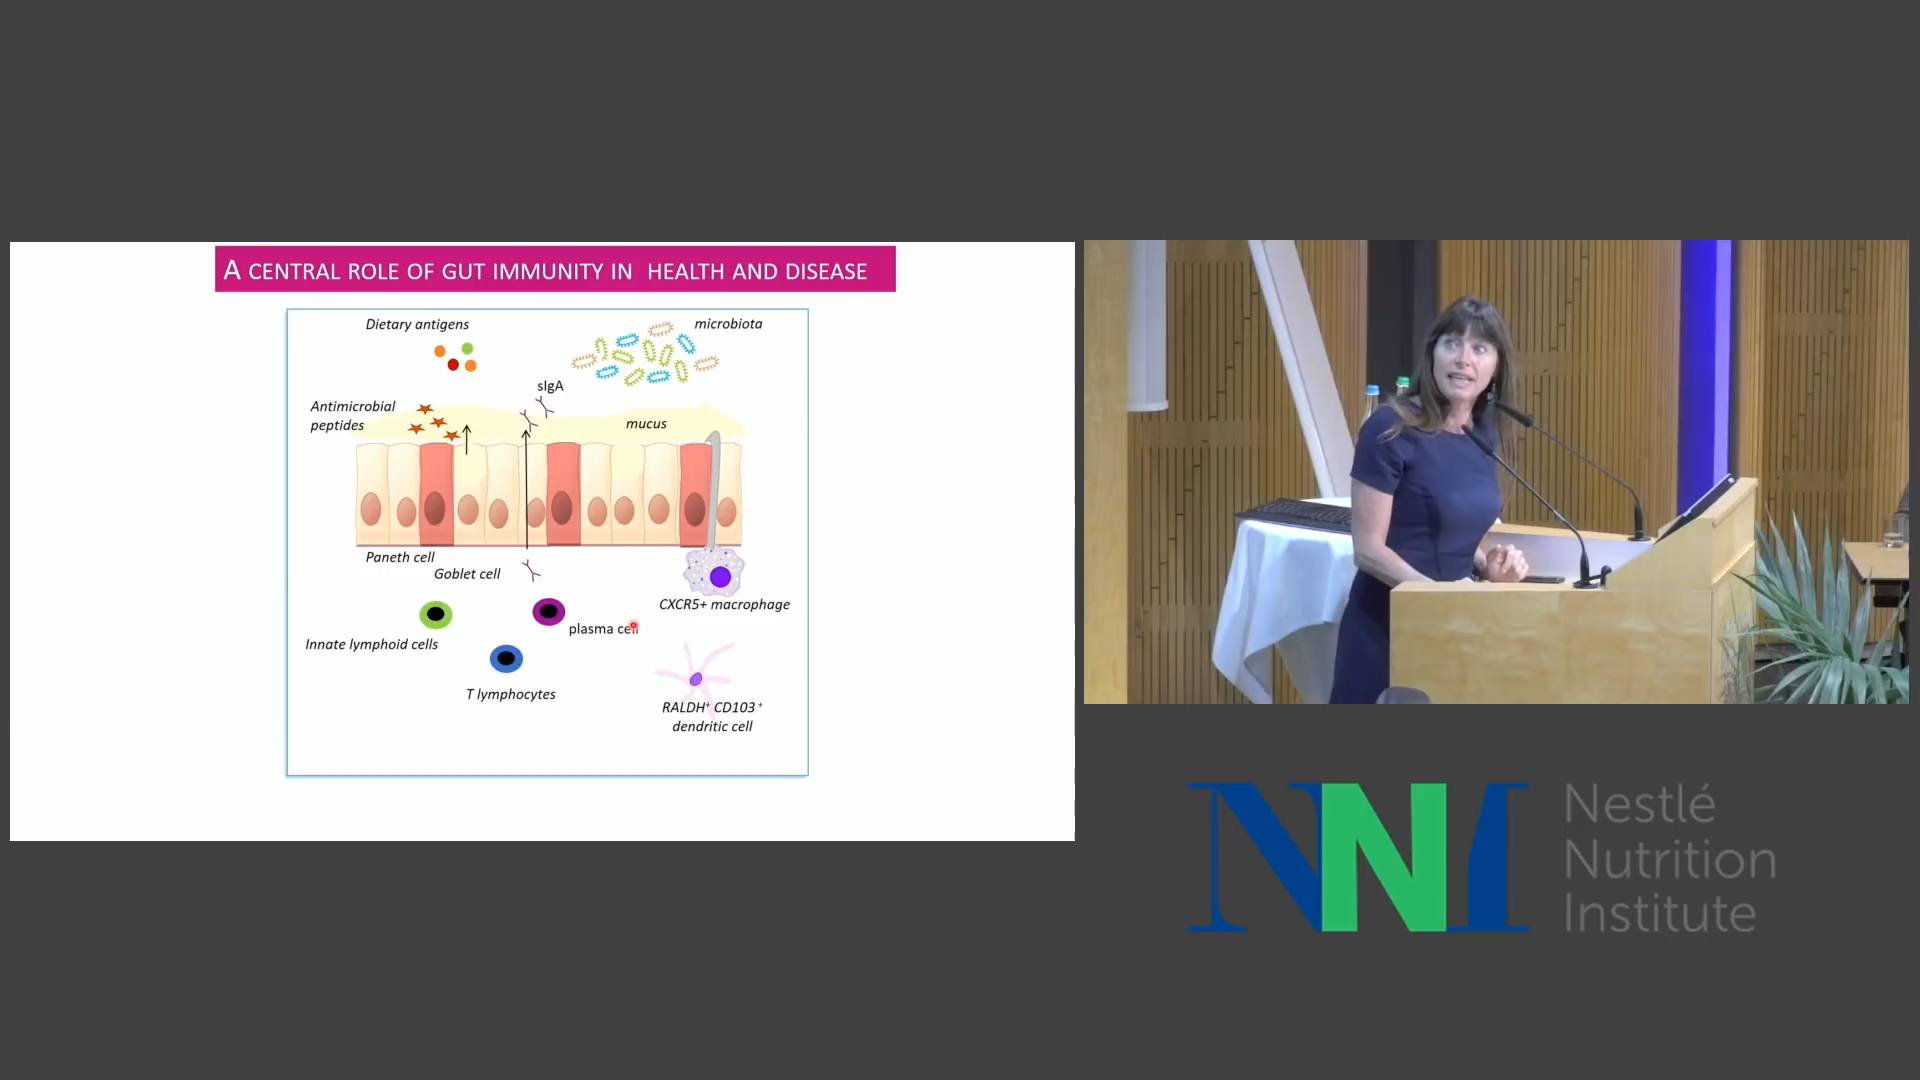 A CENTRAL ROLE OF GUT IMMUNITY IN HEALTH AND DISEASE
Dietary antigens
microbiota
sIgA
Antimicrobial
peptides
mucus
Paneth cell
Goblet cell
CXCR5+ macrophage
plasma cell
Innate lymphoid cells
T lymphocytes
RALDH+ CD103 +
dendritic cell
NNI
Nestlé
Nutrition
Institute